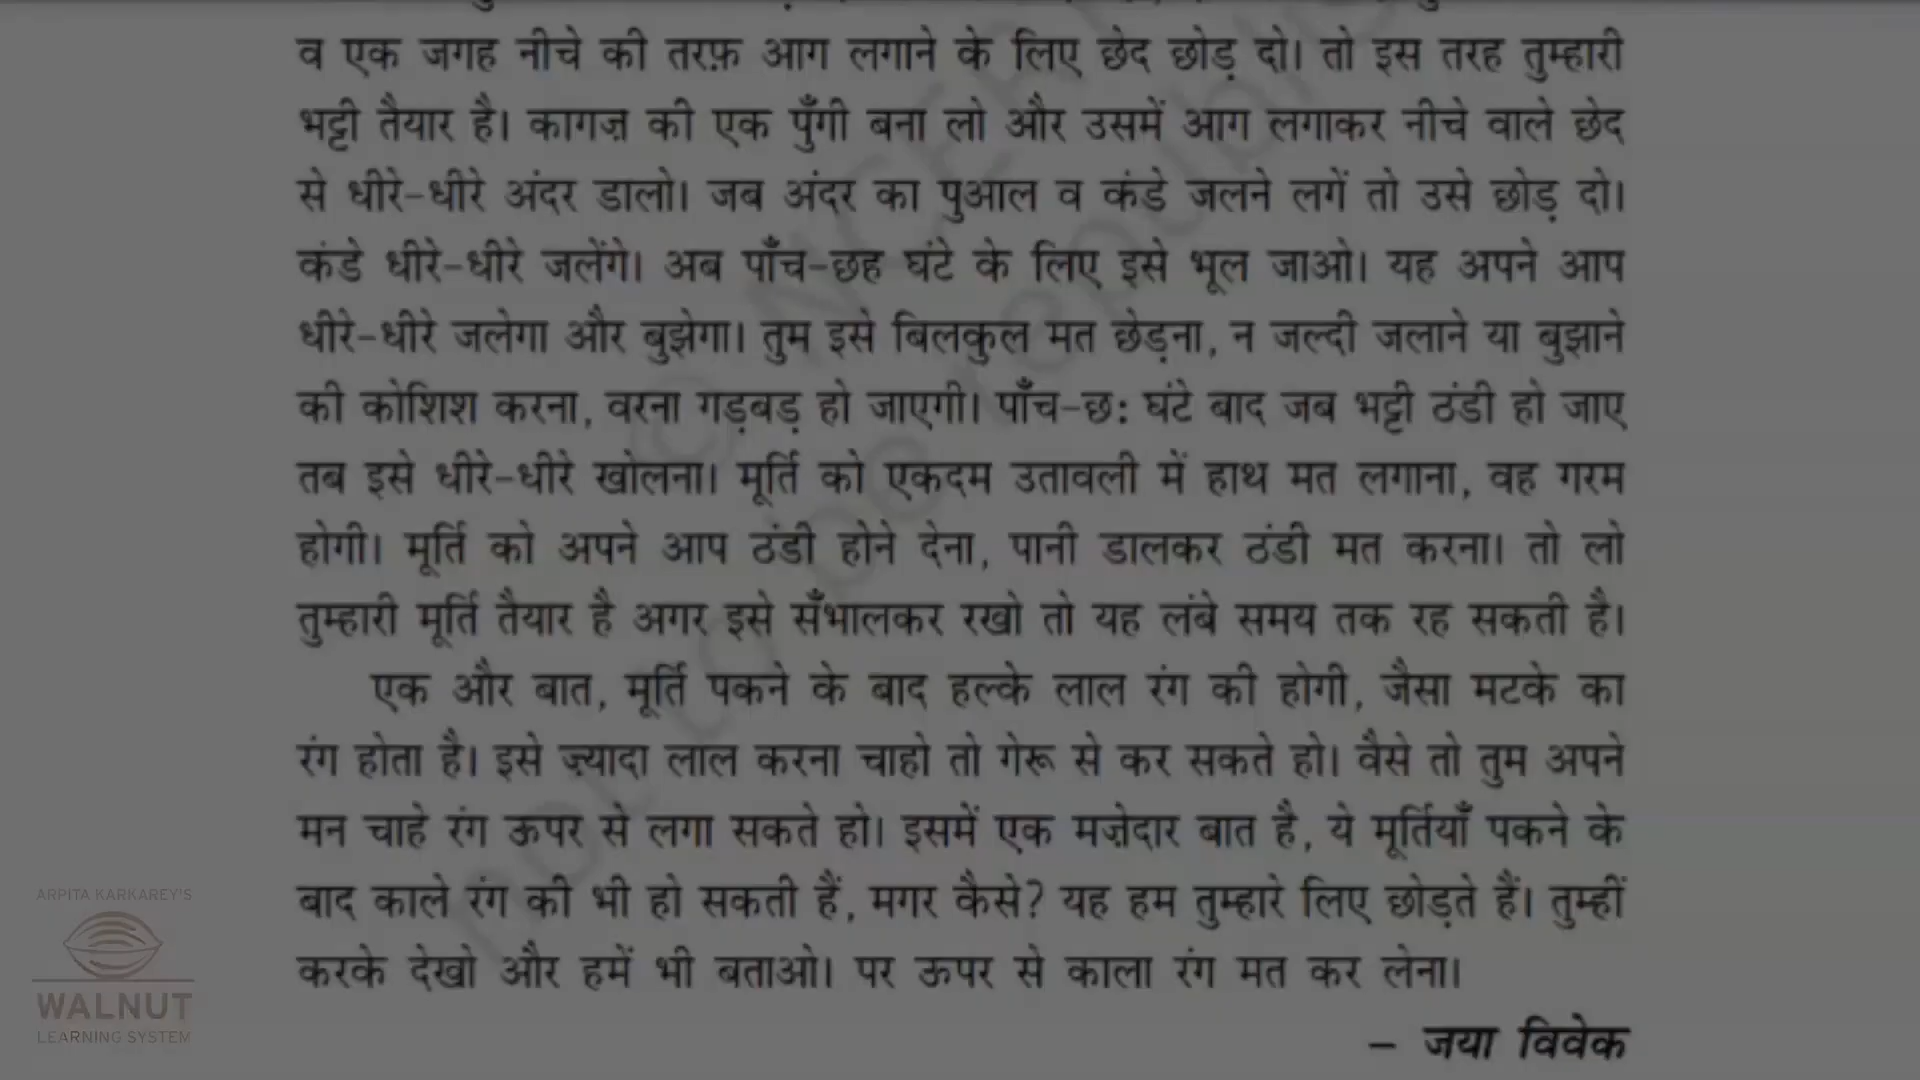 व एक जगह नीचे की तरफ़ आग लगाने के लिए छेद छोड़ दो। तो इस तरह तुम्हारी
भट्टी तैयार है। कागज़ की एक पुँगी बना लो और उसमें आग लगाकर नीचे वाले छेद
से धीरे-धीरे अंदर डालो। जब अंदर का पुआल व कंडे जलने लगें तो उसे छोड़ दो।
कंडे धीरे-धीरे जलेंगे। अब पाँच-छह घंटे के लिए इसे भूल जाओ। यह अपने आप
धीरे-धीरे जलेगा और बुझेगा। तुम इसे बिलकुल मत छेड़ना, न जल्दी जलाने या बुझाने
की कोशिश करना, वरना गड़बड़ हो जाएगी। पाँच-छः घंटे बाद जब भट्टी ठंडी हो जाए
तब इसे धीरे-धीरे खोलना। मूर्ति को एकदम उतावली में हाथ मत लगाना, वह गरम
होगी। मूर्ति को अपने आप ठंडी होने देना, पानी डालकर ठंडी मत करना। तो लो
तुम्हारी मूर्ति तैयार है अगर इसे सँभालकर रखो तो यह लंबे समय तक रह सकती है।
एक और बात, मूर्ति पकने के बाद हल्के लाल रंग की होगी, जैसा मटके का
रंग होता है। इसे ज़्यादा लाल करना चाहो तो गेरू से कर सकते हो। वैसे तो तुम अपने
मन चाहे रंग ऊपर से लगा सकते हो। इसमें एक मज़ेदार बात है, ये मूर्तियाँ पकने के
बाद काले रंग की भी हो सकती हैं, मगर कैसे? यह हम तुम्हारे लिए छोड़ते हैं। तुम्हीं
करके देखो और हमें भी बताओ। पर ऊपर से काला रंग मत कर लेना।
– जया विवेक
© NCER
not to be republis
ARPITA KARKAREY'S
WALNUT
LEARNING SYSTEM